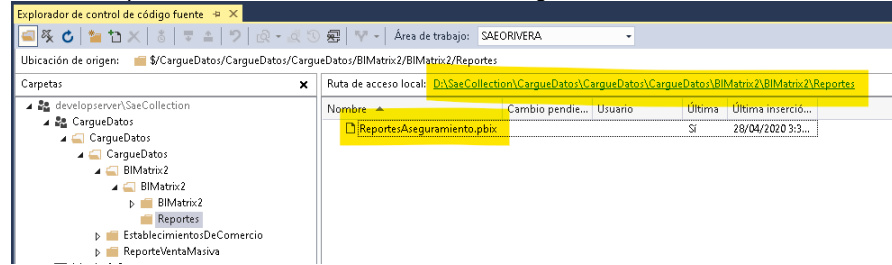 Explorador de control de código fuente
Área de trabajo: SAEORIVERA
Ubicación de origen: $/CargueDatos/CargueDatos/CargueDatos/BIMatrix2/BIMatrix2/Reportes
Carpetas
Ruta de acceso local: D:\SaeCollection\CargueDatos\CargueDatos\CargueDatos\BIMatrix2\BIMatrix2\Reportes
developserver\SaeCollection
CargueDatos
CargueDatos
CargueDatos
BIMatrix2
BIMatrix2
BIMatrix2
Reportes
EstablecimientosDeComercio
ReporteVentaMasiva
Nombre Cambio pendie... Usuario Última Última inserció...
ReportesAseguramiento.pbix Sí 28/04/2020 3:3...